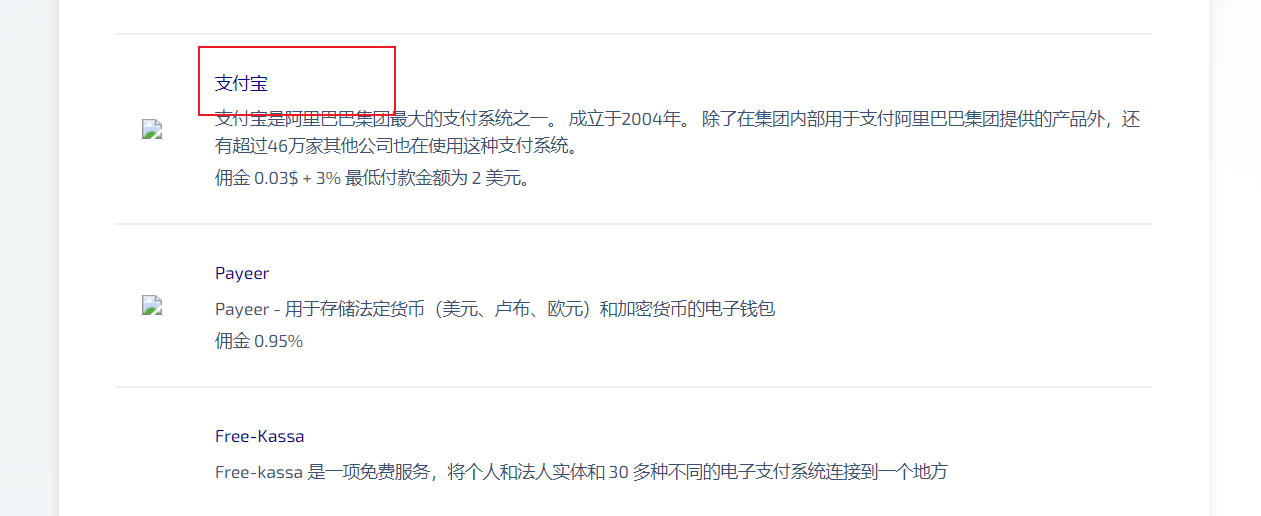 支付宝
支付宝是阿里巴巴集团最大的支付系统之一。 成立于2004年。 除了在集团内部用于支付阿里巴巴集团提供的产品外，还
有超过46万家其他公司也在使用这种支付系统。
佣金 0.03$ + 3% 最低付款金额为 2 美元。
Payeer
Payeer - 用于存储法定货币（美元、卢布、欧元）和加密货币的电子钱包
佣金 0.95%
Free-Kassa
Free-kassa 是一项免费服务，将个人和法人实体和 30 多种不同的电子支付系统连接到一个地方